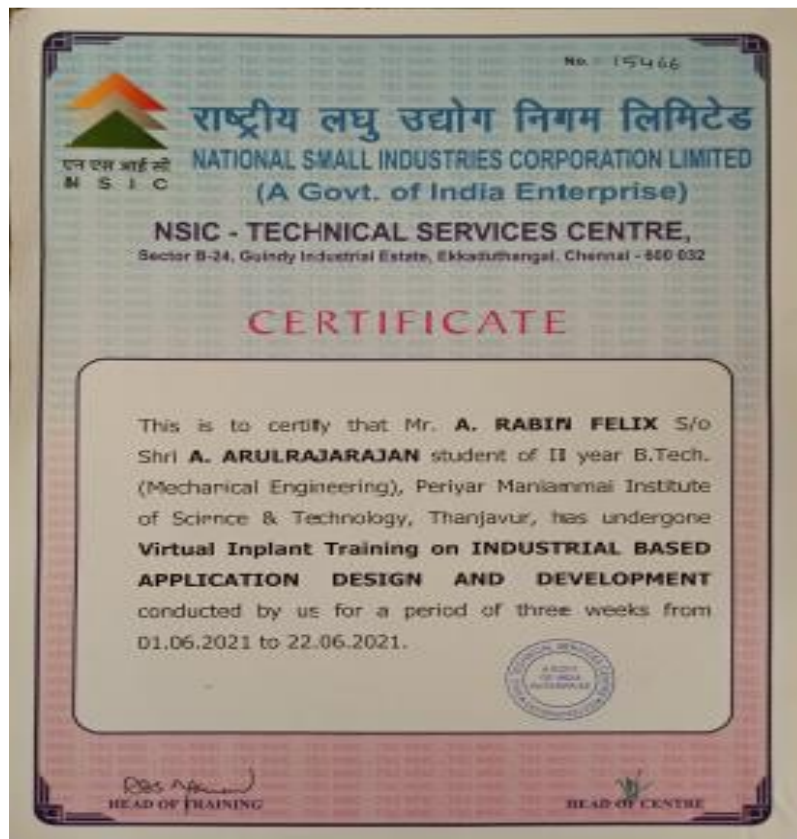 No. 15466
राष्ट्रीय लघु उद्योग निगम लिमिटेड
एन एस आई सी
N S I C
NATIONAL SMALL INDUSTRIES CORPORATION LIMITED
(A Govt. of India Enterprise)
NSIC - TECHNICAL SERVICES CENTRE,
Sector B-24, Guindy Industrial Estate, Ekkaduthangal, Chennai - 600 032
CERTIFICATE
This is to certify that Mr. A. RABIN FELIX S/o
Shri A. ARULRAJARAJAN student of II year B.Tech.
(Mechanical Engineering), Periyar Maniammai Institute
of Science & Technology, Thanjavur, has undergone
Virtual Inplant Training on INDUSTRIAL BASED
APPLICATION DESIGN AND DEVELOPMENT
conducted by us for a period of three weeks from
01.06.2021 to 22.06.2021.
HEAD OF TRAINING
HEAD OF CENTRE